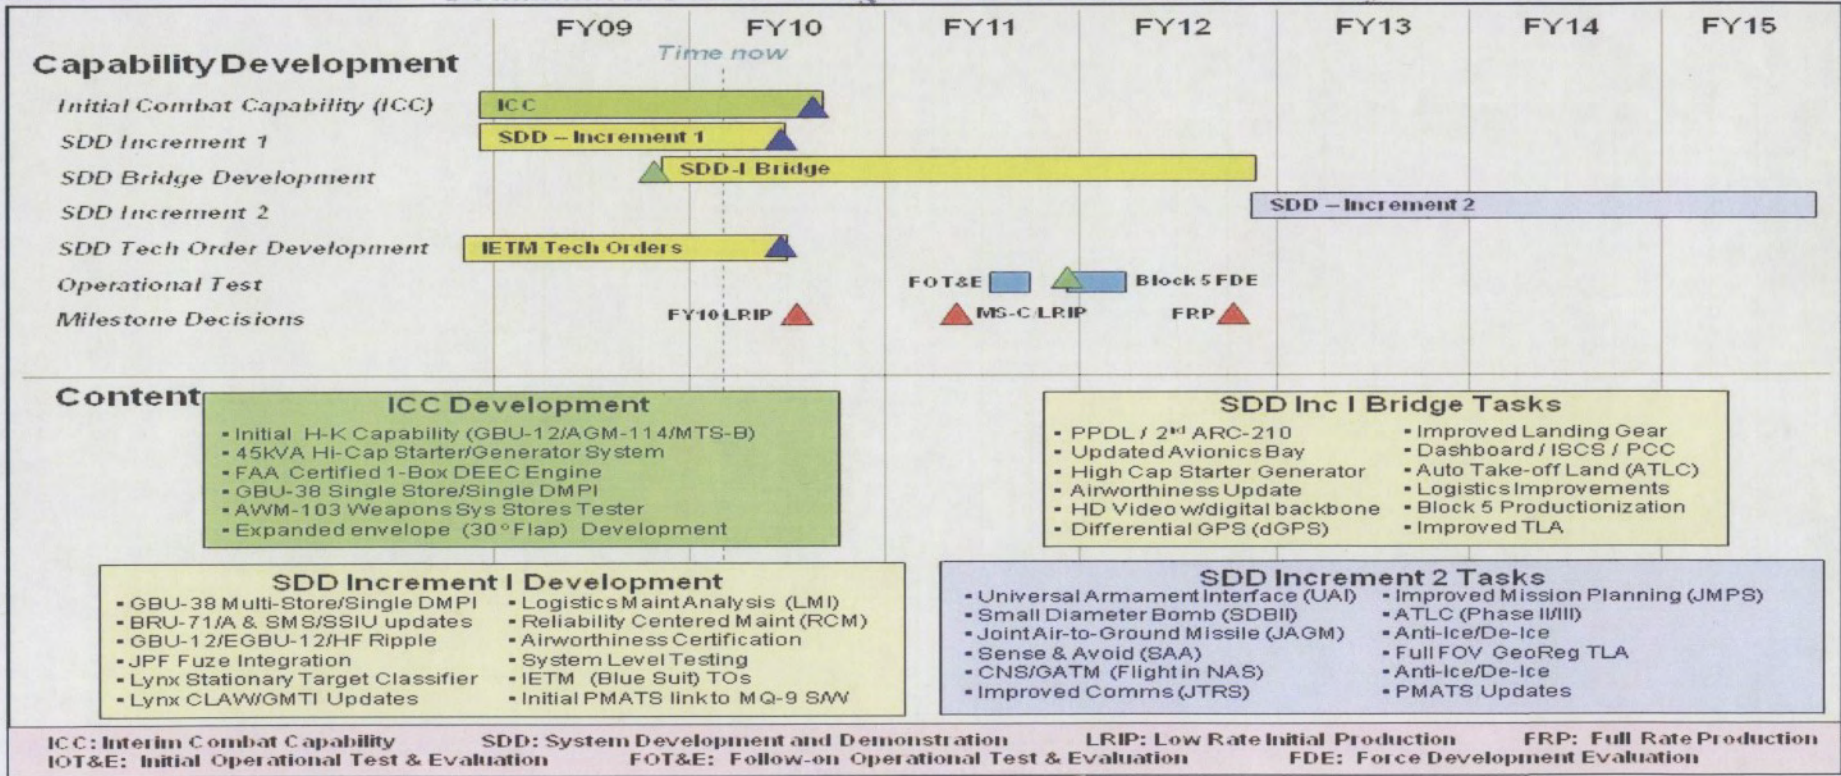 FY09 FY10 FY11 FY12 FY13 FY14 FY15
Time now
Capability Development
Initial Combat Capability (ICC)
ICC
SDD Increment 1
SDD – Increment 1
SDD Bridge Development
SDD-I Bridge
SDD Increment 2
SDD – Increment 2
SDD Tech Order Development
IETM Tech Orders
Operational Test
FOT&E
Block 5 FDE
Milestone Decisions
FY10 LRIP
MS-C LRIP
FRP
Content
ICC Development
▪ Initial H-K Capability (GBU-12/AGM-114/MTS-B)
▪ 45kVA Hi-Cap Starter/Generator System
▪ FAA Certified 1-Box DEEC Engine
▪ GBU-38 Single Store/Single DMPI
▪ AWM-103 Weapons Sys Stores Tester
▪ Expanded envelope (30° Flap) Development
SDD Inc I Bridge Tasks
▪ PPDL / 2nd ARC-210
▪ Updated Avionics Bay
▪ High Cap Starter Generator
▪ Airworthiness Update
▪ HD Video w/digital backbone
▪ Differential GPS (dGPS)
▪ Improved Landing Gear
▪ Dashboard / ISCS / PCC
▪ Auto Take-off Land (ATLC)
▪ Logistics Improvements
▪ Block 5 Productionization
▪ Improved TLA
SDD Increment I Development
▪ GBU-38 Multi-Store/Single DMPI
▪ BRU-71/A & SMS/SSIU updates
▪ GBU-12/EGBU-12/HF Ripple
▪ JPF Fuze Integration
▪ Lynx Stationary Target Classifier
▪ Lynx CLAW/GMTI Updates
▪ Logistics Maint Analysis (LMI)
▪ Reliability Centered Maint (RCM)
▪ Airworthiness Certification
▪ System Level Testing
▪ IETM (Blue Suit) TOs
▪ Initial PMATS link to MQ-9 S/W
SDD Increment 2 Tasks
▪ Universal Armament Interface (UAI)
▪ Small Diameter Bomb (SDBII)
▪ Joint Air-to-Ground Missile (JAGM)
▪ Sense & Avoid (SAA)
▪ CNS/GATM (Flight in NAS)
▪ Improved Comms (JTRS)
▪ Improved Mission Planning (JMPS)
▪ ATLC (Phase II/III)
▪ Anti-Ice/De-Ice
▪ Full FOV GeoReg TLA
▪ Anti-Ice/De-Ice
▪ PMATS Updates
ICC: Interim Combat Capability SDD: System Development and Demonstration LRIP: Low Rate Initial Production FRP: Full Rate Production
IOT&E: Initial Operational Test & Evaluation FOT&E: Follow-on Operational Test & Evaluation FDE: Force Development Evaluation